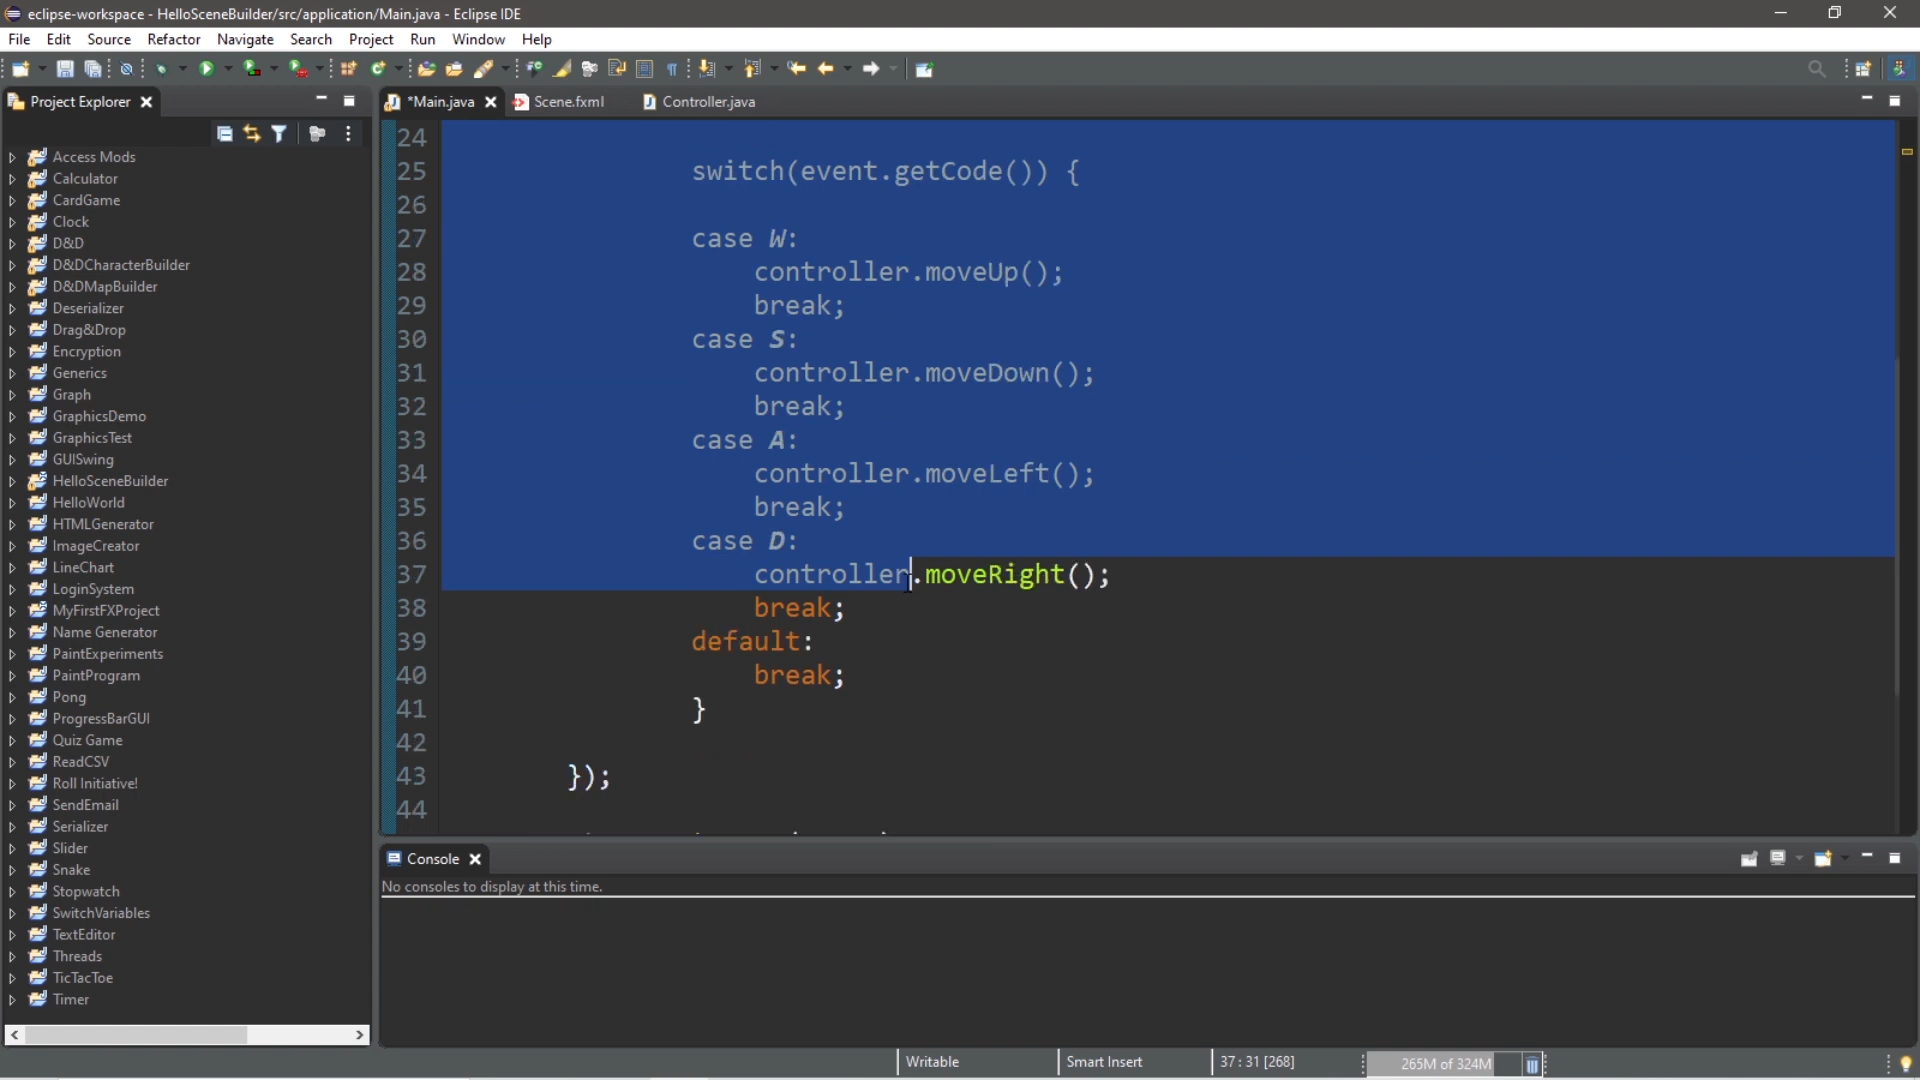 eclipse-workspace - HelloSceneBuilder/src/application/Main.java - Eclipse IDE
File Edit Source Refactor Navigate Search Project Run Window Help
Project Explorer
Access Mods
Calculator
CardGame
Clock
D&D
D&DCharacterBuilder
D&DMapBuilder
Deserializer
Drag&Drop
Encryption
Generics
Graph
GraphicsDemo
GraphicsTest
GUISwing
HelloSceneBuilder
HelloWorld
HTMLGenerator
ImageCreator
LineChart
LoginSystem
MyFirstFXProject
Name Generator
PaintExperiments
PaintProgram
Pong
ProgressBarGUI
Quiz Game
ReadCSV
Roll Initiative!
SendEmail
Serializer
Slider
Snake
Stopwatch
SwitchVariables
TextEditor
Threads
TicTacToe
Timer
*Main.java Scene.fxml Controller.java
24
25 switch(event.getCode()) {
26
27 case W:
28 controller.moveUp();
29 break;
30 case S:
31 controller.moveDown();
32 break;
33 case A:
34 controller.moveLeft();
35 break;
36 case D:
37 controller.moveRight();
38 break;
39 default:
40 break;
41 }
42
43 });
44
Console
No consoles to display at this time.
Writable Smart Insert 37 : 31 [268] 265M of 324M